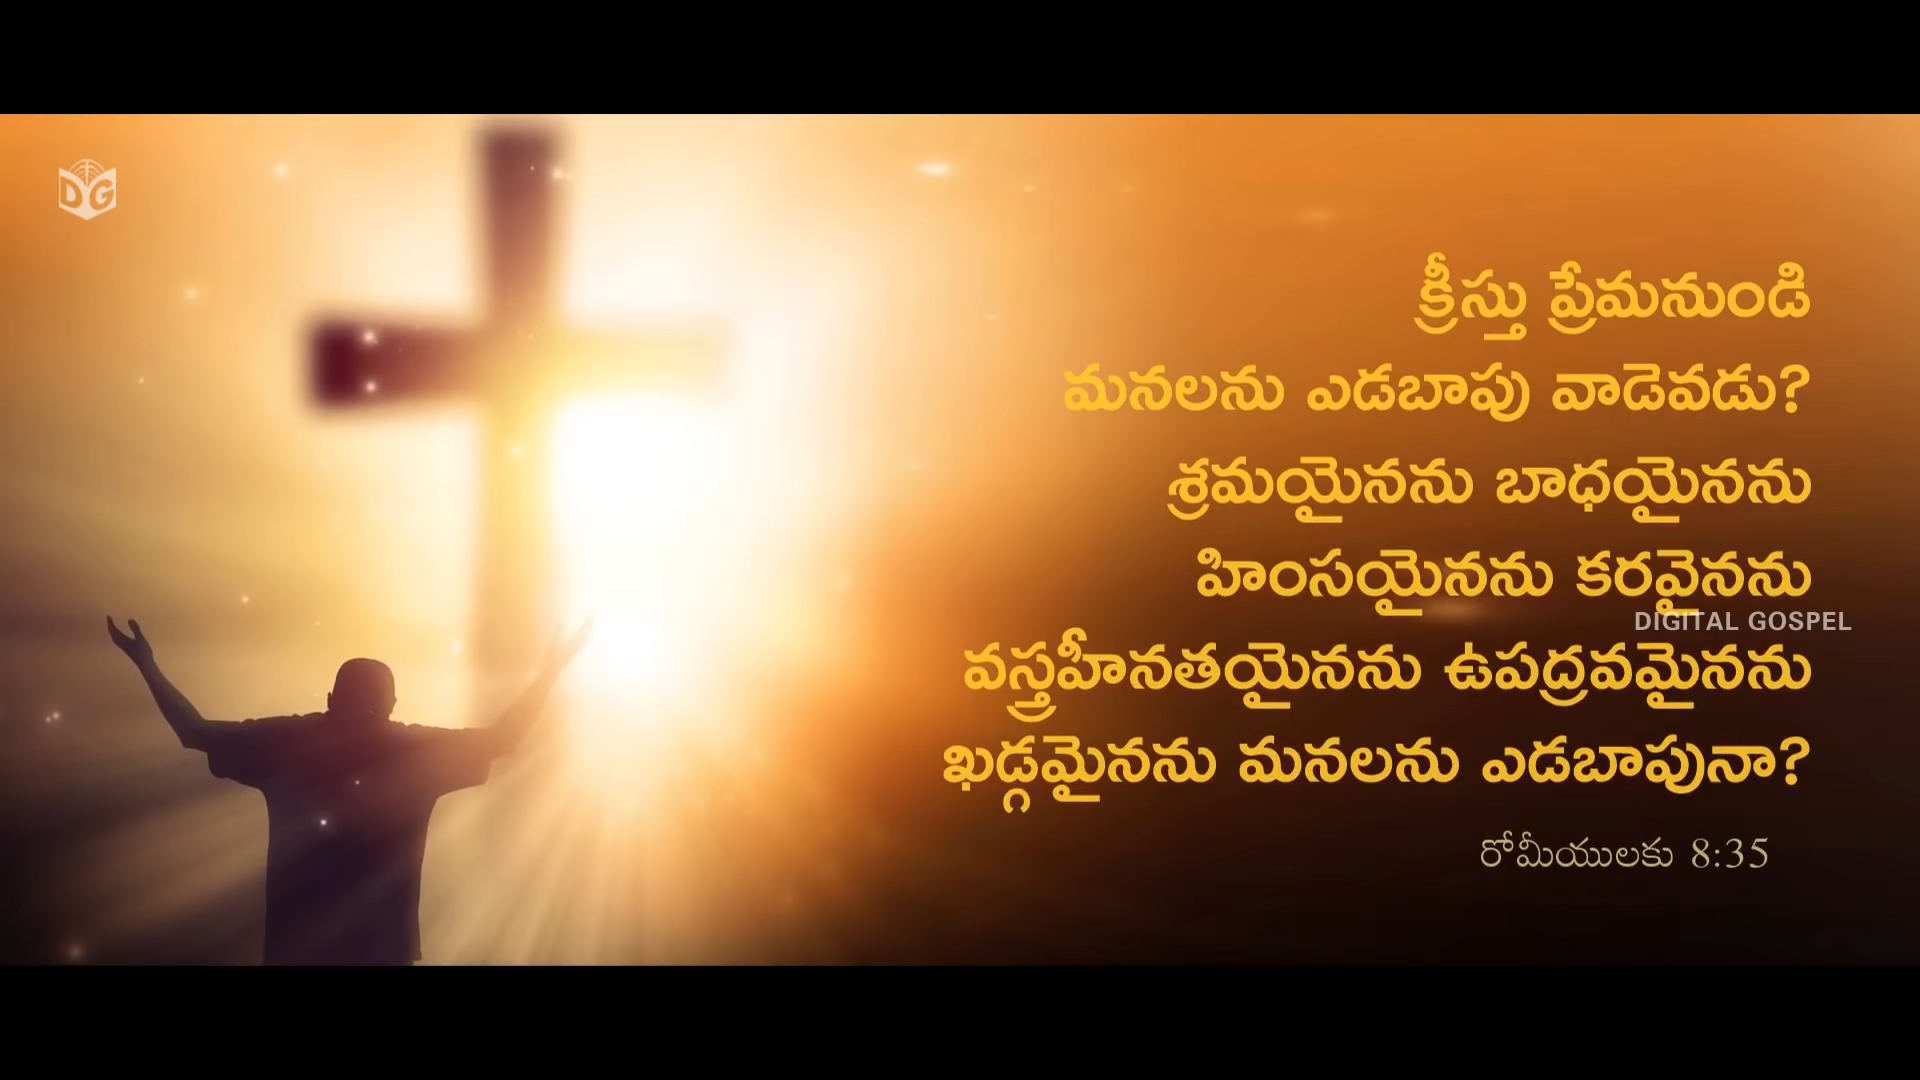 DG
క్రీస్తు ప్రేమనుండి
మనలను ఎడబాపు వాడెవడు?
శ్రమయైనను బాధయైనను
హింసయైనను కరవైనను
DIGITAL GOSPEL
వస్త్రహీనతయైనను ఉపద్రవమైనను
ఖడ్గమైనను మనలను ఎడబాపునా?
రోమీయులకు 8:35